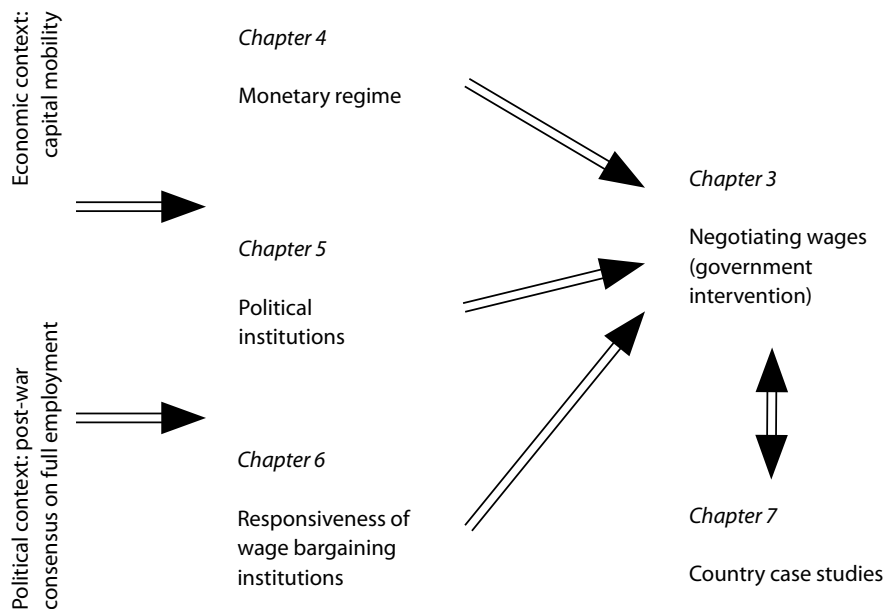 Economic context:
capital mobility
Political context: post-war
consensus on full employment
Chapter 4
Monetary regime
Chapter 5
Political
institutions
Chapter 6
Responsiveness of
wage bargaining
institutions
Chapter 3
Negotiating wages
(government
intervention)
Chapter 7
Country case studies